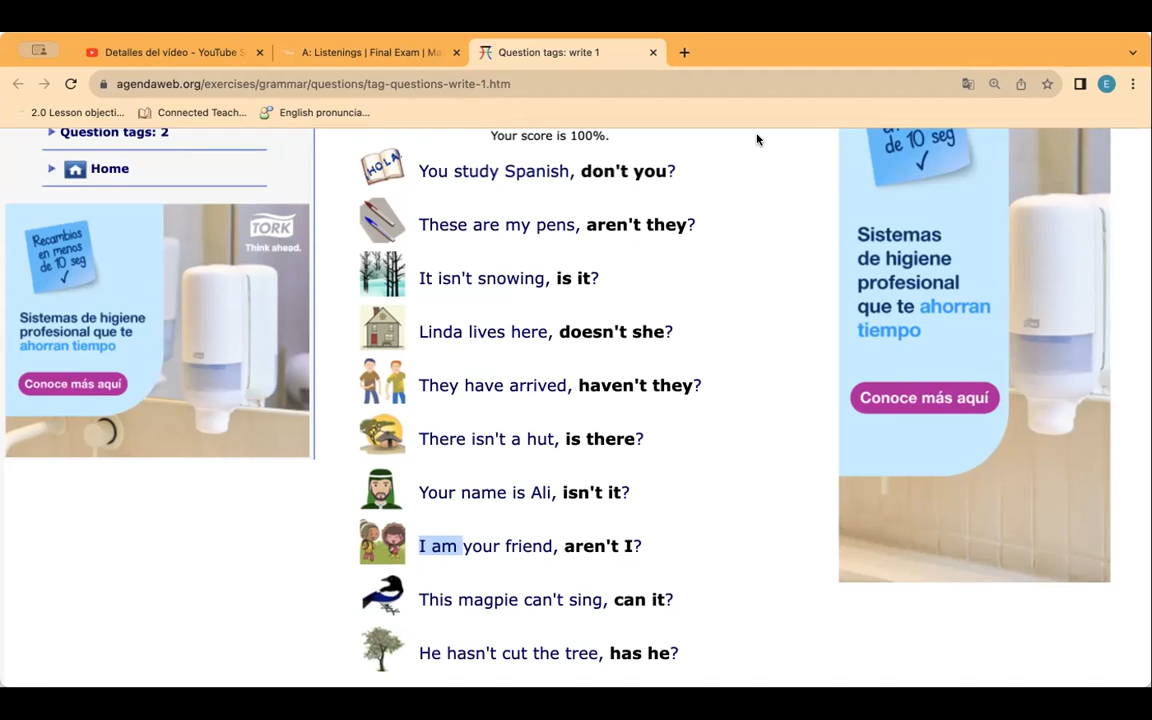 Detalles del vídeo - YouTube S
A: Listenings | Final Exam | Ma
Question tags: write 1
agendaweb.org/exercises/grammar/questions/tag-questions-write-1.htm
E
2.0 Lesson objecti...
Connected Teach...
English pronuncia...
Question tags: 2
Home
TORK
Think ahead.
Recambios
en menos
de 10 seg
Sistemas de higiene
profesional que te
ahorran tiempo
Conoce más aquí
Your score is 100%.
HOLA
You study Spanish, don't you?
These are my pens, aren't they?
It isn't snowing, is it?
Linda lives here, doesn't she?
They have arrived, haven't they?
There isn't a hut, is there?
Your name is Ali, isn't it?
I am your friend, aren't I?
This magpie can't sing, can it?
He hasn't cut the tree, has he?
de 10 seg
Sistemas
de higiene
profesional
que te ahorran
tiempo
Conoce más aquí